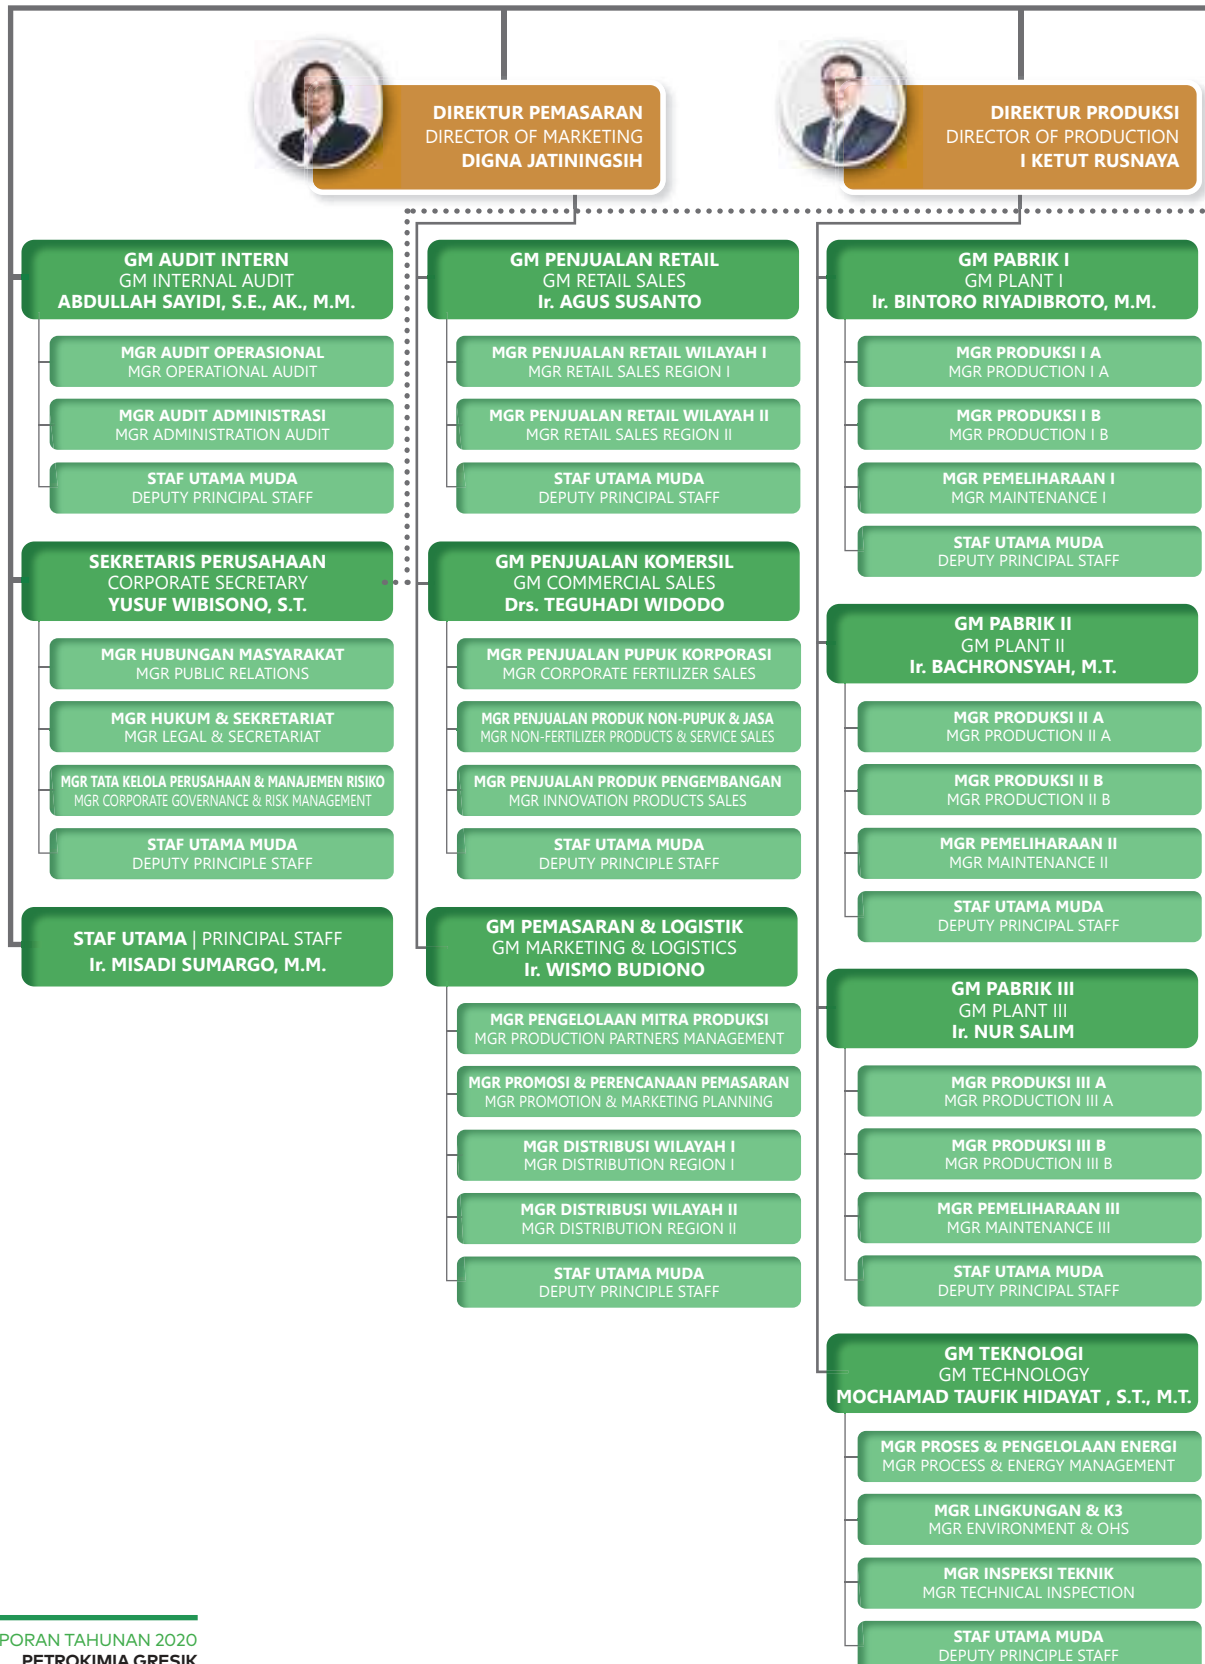 DIREKTUR PEMASARAN
DIRECTOR OF MARKETING
DIGNA JATININGSIH
DIREKTUR PRODUKSI
DIRECTOR OF PRODUCTION
I KETUT RUSNAYA
GM AUDIT INTERN
GM INTERNAL AUDIT
ABDULLAH SAYIDI, S.E., AK., M.M.
MGR AUDIT OPERASIONAL
MGR OPERATIONAL AUDIT
MGR AUDIT ADMINISTRASI
MGR ADMINISTRATION AUDIT
STAF UTAMA MUDA
DEPUTY PRINCIPAL STAFF
SEKRETARIS PERUSAHAAN
CORPORATE SECRETARY
YUSUF WIBISONO, S.T.
MGR HUBUNGAN MASYARAKAT
MGR PUBLIC RELATIONS
MGR HUKUM & SEKRETARIAT
MGR LEGAL & SECRETARIAT
MGR TATA KELOLA PERUSAHAAN & MANAJEMEN RISIKO
MGR CORPORATE GOVERNANCE & RISK MANAGEMENT
STAF UTAMA MUDA
DEPUTY PRINCIPLE STAFF
STAF UTAMA | PRINCIPAL STAFF
Ir. MISADI SUMARGO, M.M.
GM PENJUALAN RETAIL
GM RETAIL SALES
Ir. AGUS SUSANTO
MGR PENJUALAN RETAIL WILAYAH I
MGR RETAIL SALES REGION I
MGR PENJUALAN RETAIL WILAYAH II
MGR RETAIL SALES REGION II
STAF UTAMA MUDA
DEPUTY PRINCIPAL STAFF
GM PENJUALAN KOMERSIL
GM COMMERCIAL SALES
Drs. TEGUHADI WIDODO
MGR PENJUALAN PUPUK KORPORASI
MGR CORPORATE FERTILIZER SALES
MGR PENJUALAN PRODUK NON-PUPUK & JASA
MGR NON-FERTILIZER PRODUCTS & SERVICE SALES
MGR PENJUALAN PRODUK PENGEMBANGAN
MGR INNOVATION PRODUCTS SALES
STAF UTAMA MUDA
DEPUTY PRINCIPLE STAFF
GM PEMASARAN & LOGISTIK
GM MARKETING & LOGISTICS
Ir. WISMO BUDIONO
MGR PENGELOLAAN MITRA PRODUKSI
MGR PRODUCTION PARTNERS MANAGEMENT
MGR PROMOSI & PERENCANAAN PEMASARAN
MGR PROMOTION & MARKETING PLANNING
MGR DISTRIBUSI WILAYAH I
MGR DISTRIBUTION REGION I
MGR DISTRIBUSI WILAYAH II
MGR DISTRIBUTION REGION II
STAF UTAMA MUDA
DEPUTY PRINCIPLE STAFF
GM PABRIK I
GM PLANT I
Ir. BINTORO RIYADIBROTO, M.M.
MGR PRODUKSI I A
MGR PRODUCTION I A
MGR PRODUKSI I B
MGR PRODUCTION I B
MGR PEMELIHARAAN I
MGR MAINTENANCE I
STAF UTAMA MUDA
DEPUTY PRINCIPAL STAFF
GM PABRIK II
GM PLANT II
Ir. BACHRONSYAH, M.T.
MGR PRODUKSI II A
MGR PRODUCTION II A
MGR PRODUKSI II B
MGR PRODUCTION II B
MGR PEMELIHARAAN II
MGR MAINTENANCE II
STAF UTAMA MUDA
DEPUTY PRINCIPAL STAFF
GM PABRIK III
GM PLANT III
Ir. NUR SALIM
MGR PRODUKSI III A
MGR PRODUCTION III A
MGR PRODUKSI III B
MGR PRODUCTION III B
MGR PEMELIHARAAN III
MGR MAINTENANCE III
STAF UTAMA MUDA
DEPUTY PRINCIPAL STAFF
GM TEKNOLOGI
GM TECHNOLOGY
MOCHAMAD TAUFIK HIDAYAT , S.T., M.T.
MGR PROSES & PENGELOLAAN ENERGI
MGR PROCESS & ENERGY MANAGEMENT
MGR LINGKUNGAN & K3
MGR ENVIRONMENT & OHS
MGR INSPEKSI TEKNIK
MGR TECHNICAL INSPECTION
STAF UTAMA MUDA
DEPUTY PRINCIPLE STAFF
PORAN TAHUNAN 2020
PETROKIMIA GRESIK